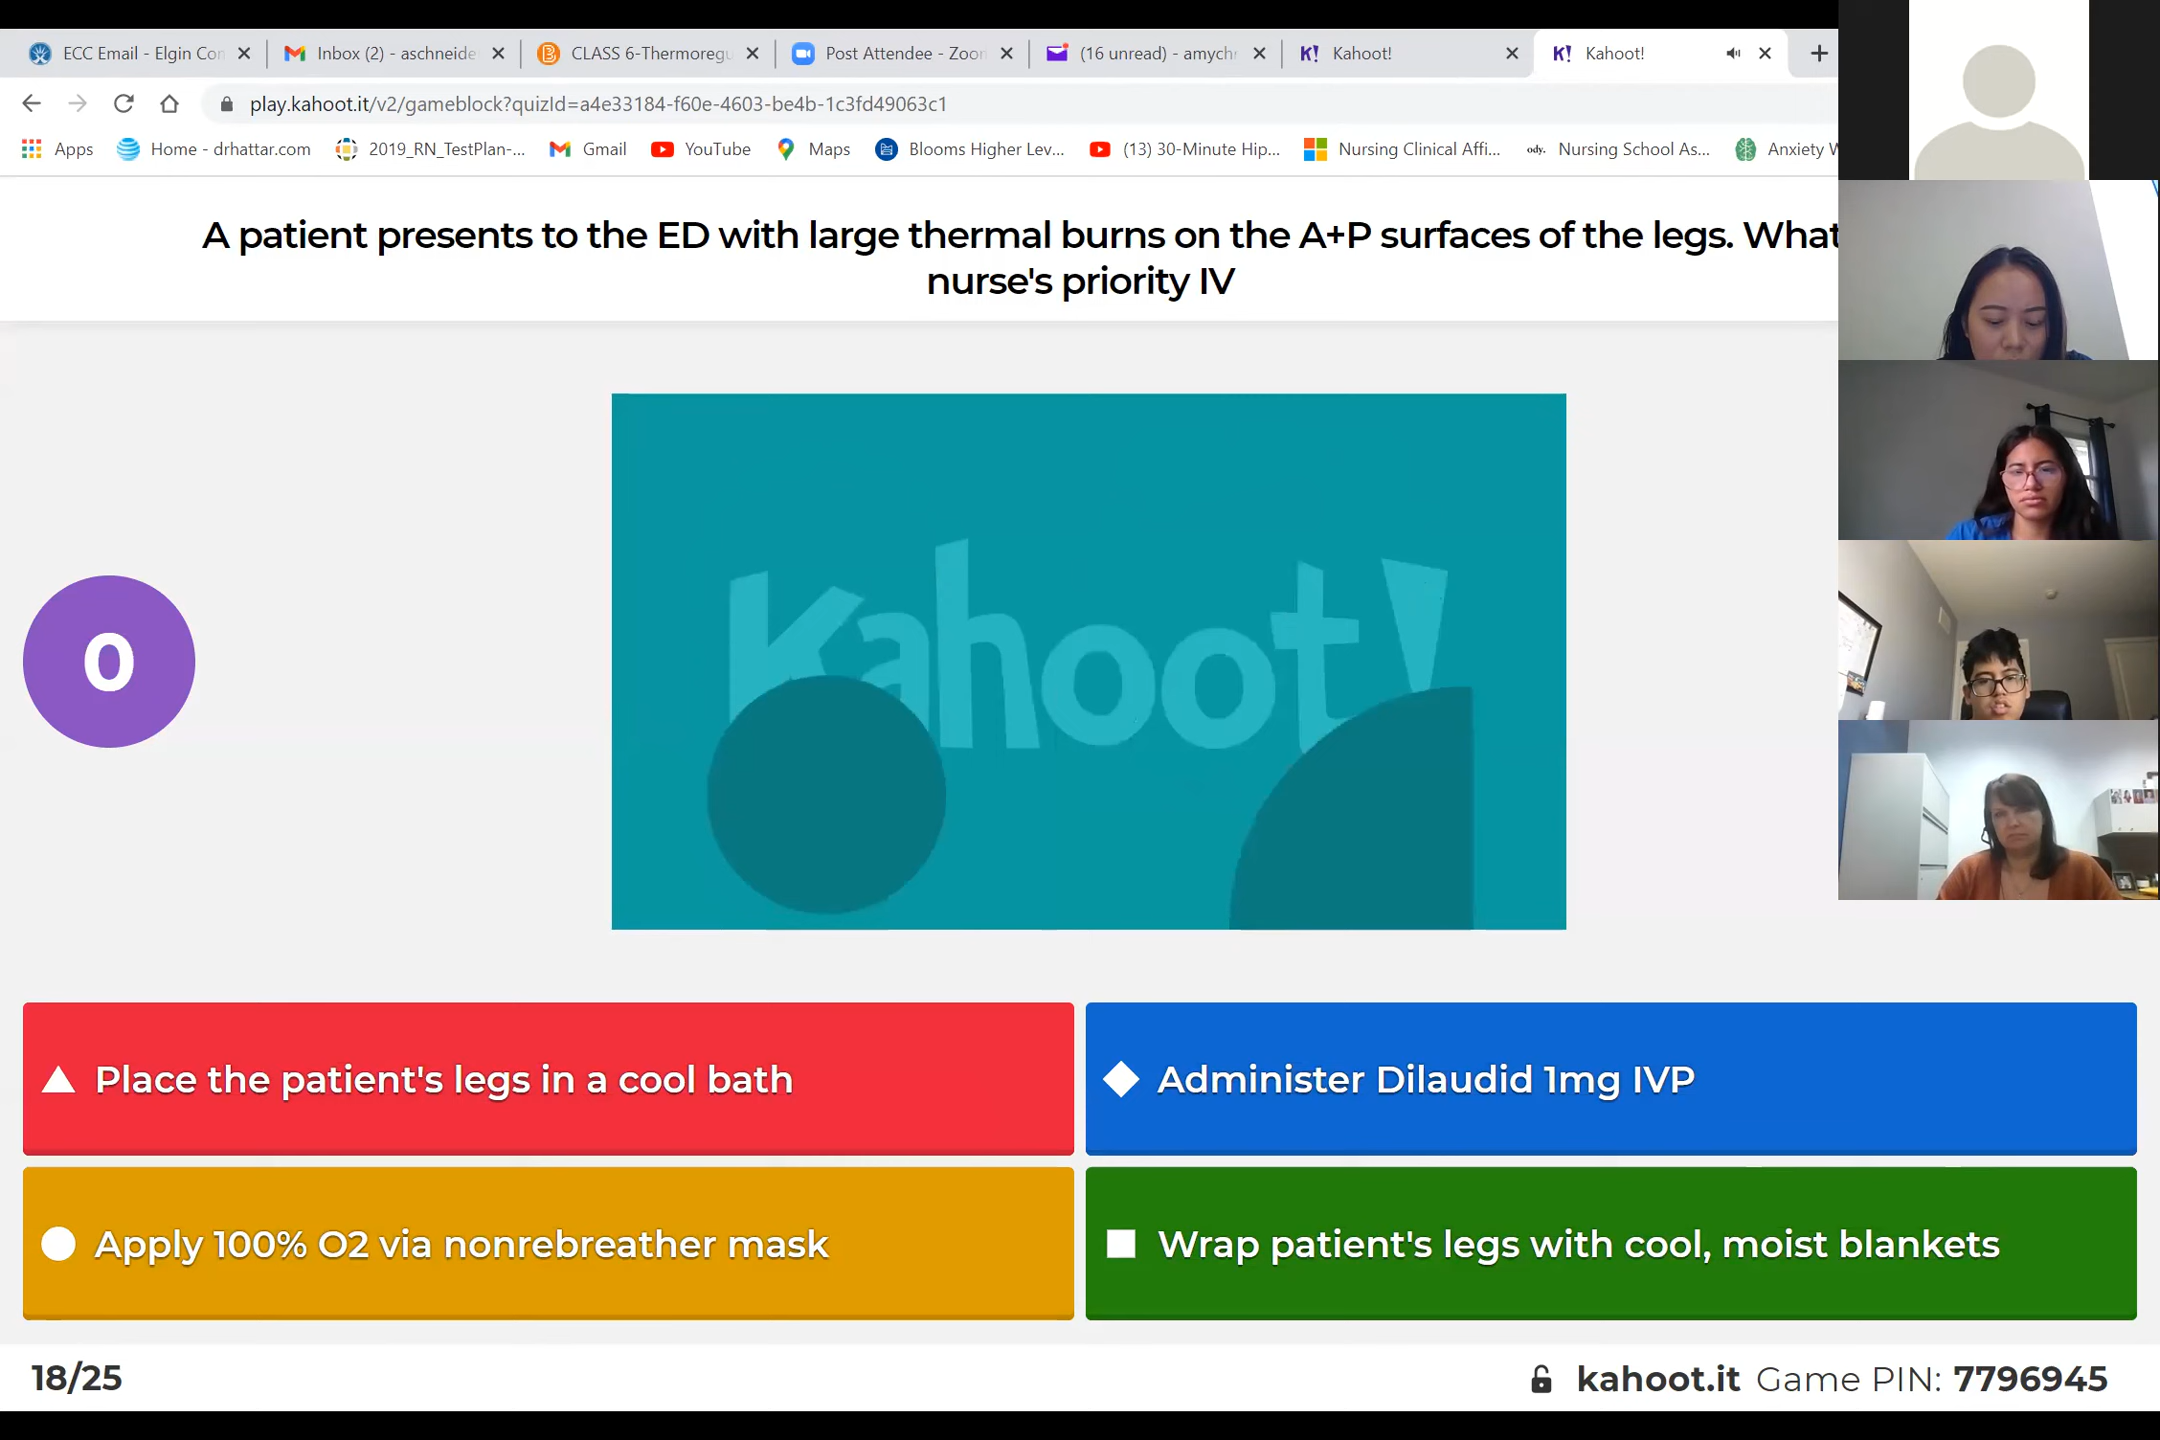 ECC Email - Elgin Con
Inbox (2) - aschneide
CLASS 6-Thermoregu
Post Attendee - Zoom
(16 unread) - amychr
Kahoot!
Kahoot!
play.kahoot.it/v2/gameblock?quizId=a4e33184-f60e-4603-be4b-1c3fd49063c1
Apps
Home - drhattar.com
2019_RN_TestPlan-...
Gmail
YouTube
Maps
Blooms Higher Lev...
(13) 30-Minute Hip...
Nursing Clinical Affi...
ody.
Nursing School As...
Anxiety W
A patient presents to the ED with large thermal burns on the A+P surfaces of the legs. What
nurse's priority IV
Kahoot!
0
Place the patient's legs in a cool bath
Administer Dilaudid 1mg IVP
Apply 100% O2 via nonrebreather mask
Wrap patient's legs with cool, moist blankets
18/25
kahoot.it Game PIN: 7796945